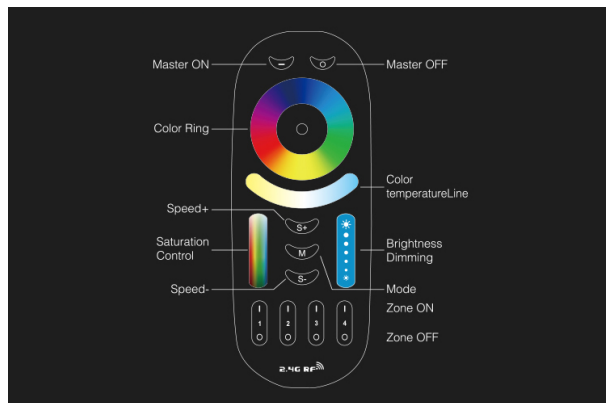 Master ON
Master OFF
Color Ring
Color
temperatureLine
Speed+
S+
Saturation
Control
M
Brightness
Dimming
Speed-
S-
Mode
Zone ON
1 2 3 4
Zone OFF
2.4G RF